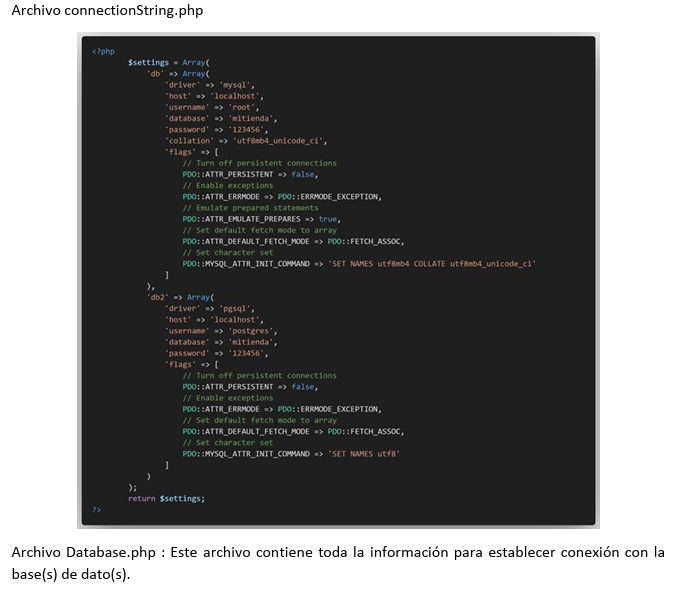 Archivo connectionString.php
<?php
$settings = Array(
'db' => Array(
'driver' => 'mysql',
'host' => 'localhost',
'username' => 'root',
'database' => 'mitienda',
'password' => '123456',
'collation' => 'utf8mb4_unicode_ci',
'flags' => [
// Turn off persistent connections
PDO::ATTR_PERSISTENT => false,
// Enable exceptions
PDO::ATTR_ERRMODE => PDO::ERRMODE_EXCEPTION,
// Emulate prepared statements
PDO::ATTR_EMULATE_PREPARES => true,
// Set default fetch mode to array
PDO::ATTR_DEFAULT_FETCH_MODE => PDO::FETCH_ASSOC,
// Set character set
PDO::MYSQL_ATTR_INIT_COMMAND => 'SET NAMES utf8mb4 COLLATE utf8mb4_unicode_ci'
]
),
'db2' => Array(
'driver' => 'pgsql',
'host' => 'localhost',
'username' => 'postgres',
'database' => 'mitienda',
'password' => '123456',
'flags' => [
// Turn off persistent connections
PDO::ATTR_PERSISTENT => false,
// Enable exceptions
PDO::ATTR_ERRMODE => PDO::ERRMODE_EXCEPTION,
// Set default fetch mode to array
PDO::ATTR_DEFAULT_FETCH_MODE => PDO::FETCH_ASSOC,
// Set character set
PDO::MYSQL_ATTR_INIT_COMMAND => 'SET NAMES utf8'
]
)
);
return $settings;
?>
Archivo Database.php : Este archivo contiene toda la información para establecer conexión con la
base(s) de dato(s).